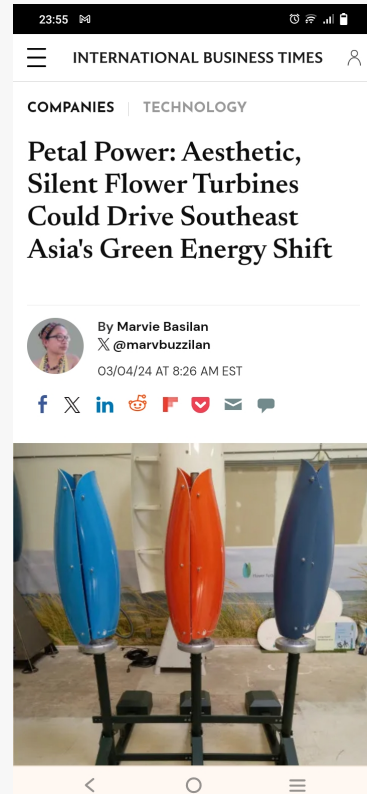 23:55
INTERNATIONAL BUSINESS TIMES
COMPANIES | TECHNOLOGY
Petal Power: Aesthetic,
Silent Flower Turbines
Could Drive Southeast
Asia's Green Energy Shift
By Marvie Basilan
@marvbuzzilan
03/04/24 AT 8:26 AM EST